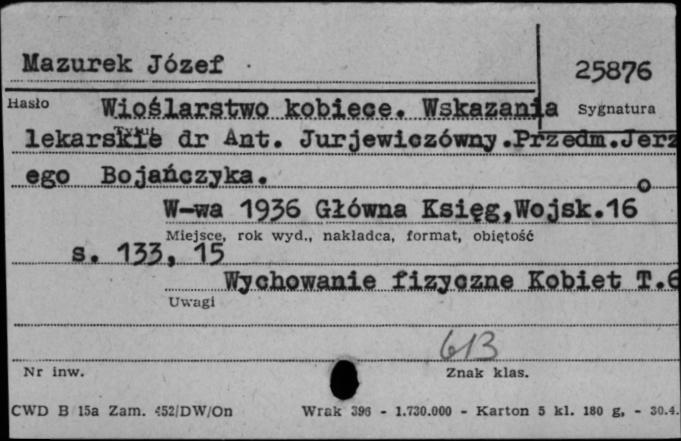 Mazurek Józef
25876
Hasło
Wioślarstwo kobiece. Wskazania
Sygnatura
Tytuł
lekarskie dr Ant. Jurjewiczówny.Przedm.Jerz
ego Bojańczyka.
W-wa 1936 Główna Księg,Wojsk.16o
Miejsce, rok wyd., nakładca, format, objętość
s. 133, 15
Wychowanie fizyczne Kobiet T.6
Uwagi
613
Nr inw.
Znak klas.
CWD B 15a Zam. 452/DW/On
Wrak 396 - 1.730.000 - Karton 5 kl. 180 g, - 30.4.